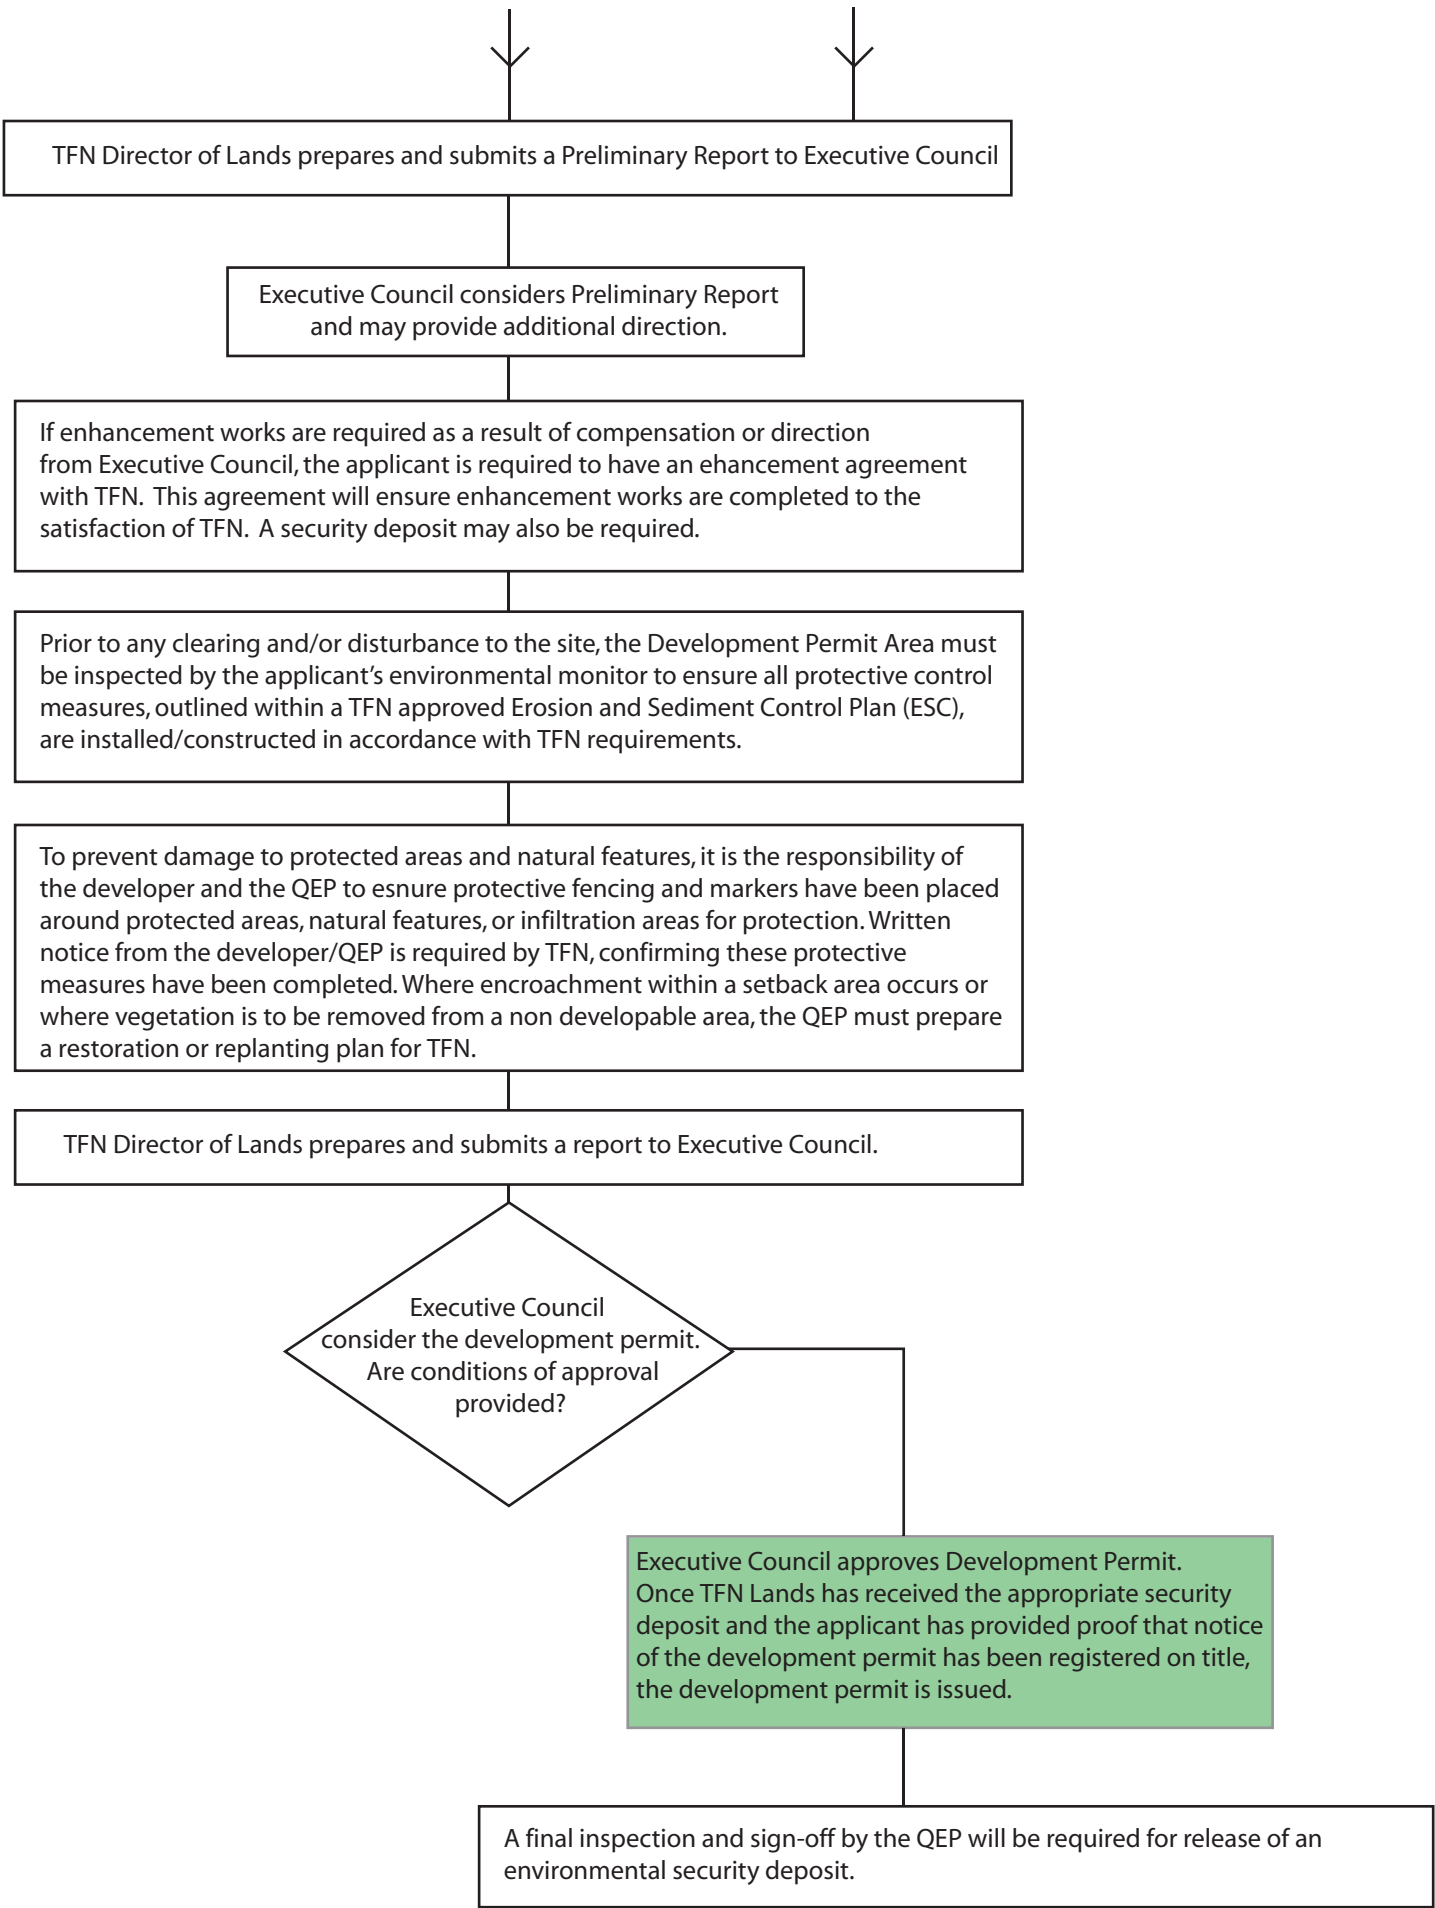 TFN Director of Lands prepares and submits a Preliminary Report to Executive Council
Executive Council considers Preliminary Report
and may provide additional direction.
If enhancement works are required as a result of compensation or direction
from Executive Council, the applicant is required to have an ehancement agreement
with TFN.  This agreement will ensure enhancement works are completed to the
satisfaction of TFN.  A security deposit may also be required.
Prior to any clearing and/or disturbance to the site, the Development Permit Area must
be inspected by the applicant's environmental monitor to ensure all protective control
measures, outlined within a TFN approved Erosion and Sediment Control Plan (ESC),
are installed/constructed in accordance with TFN requirements.
To prevent damage to protected areas and natural features, it is the responsibility of
the developer and the QEP to esnure protective fencing and markers have been placed
around protected areas, natural features, or infiltration areas for protection. Written
notice from the developer/QEP is required by TFN, confirming these protective
measures have been completed. Where encroachment within a setback area occurs or
where vegetation is to be removed from a non developable area, the QEP must prepare
a restoration or replanting plan for TFN.
TFN Director of Lands prepares and submits a report to Executive Council.
Executive Council
consider the development permit.
Are conditions of approval
provided?
Executive Council approves Development Permit.
Once TFN Lands has received the appropriate security
deposit and the applicant has provided proof that notice
of the development permit has been registered on title,
the development permit is issued.
A final inspection and sign-off by the QEP will be required for release of an
environmental security deposit.